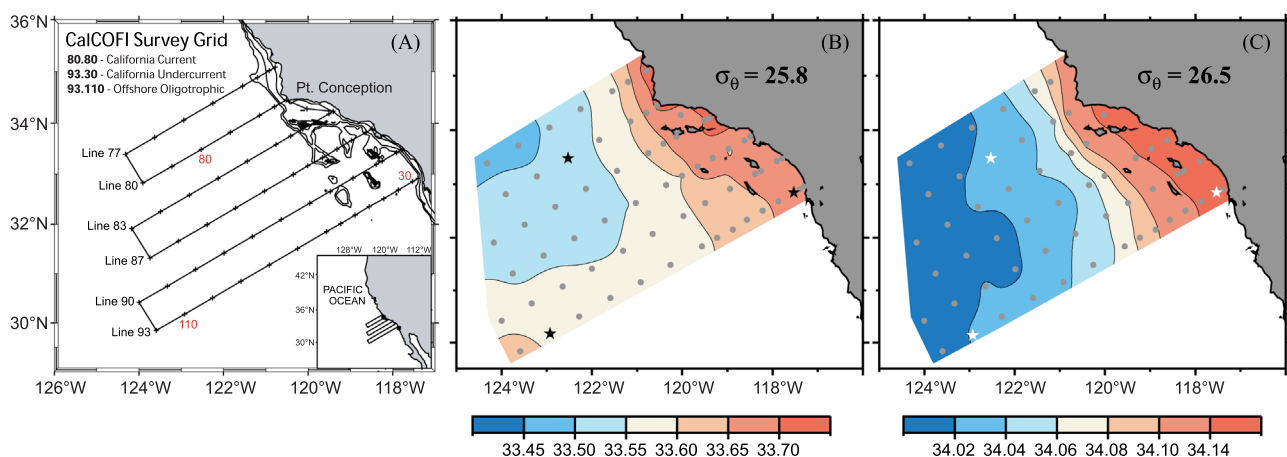 CalCOFI Survey Grid
(A)
80.80 - California Current
93.30 - California Undercurrent
93.110 - Offshore Oligotrophic
Pt. Conception
Line 77
Line 80
Line 83
Line 87
Line 90
Line 93
80
30
110
36°N
34°N
32°N
30°N
126°W 124°W 122°W 120°W 118°W
128°W 120°W 112°W
42°N
36°N
30°N
PACIFIC
OCEAN
(B)
σθ = 25.8
124°W 122°W 120°W 118°W
33.45 33.50 33.55 33.60 33.65 33.70
(C)
σθ = 26.5
124°W 122°W 120°W 118°W
34.02 34.04 34.06 34.08 34.10 34.14